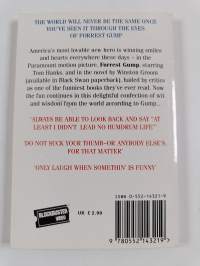 THE WORLD WILL NEVER BE THE SAME ONCE
YOU'VE SEEN IT THROUGH THE EYES
OF FORREST GUMP
America's most lovable new hero is winning smiles
and hearts everywhere these days – in the
Paramount motion picture, Forrest Gump, starring
Tom Hanks, and in the novel by Winston Groom
(available in Black Swan paperback), hailed by critics
as one of the funniest books they've ever read. Now
the fun continues in this delightful confection of wit
and wisdom from the world according to Gump...
'ALWAYS BE ABLE TO LOOK BACK AND SAY "AT
LEAST I DIDN'T LEAD NO HUMDRUM LIFE"'
DO NOT SUCK YOUR THUMB–OR ANYBODY ELSE'S,
FOR THAT MATTER'
'ONLY LAUGH WHEN SOMETHIN' IS FUNNY'
BLOCKBUSTER
VIDEO
UK £2.99
ISBN 0-552-14321-9
9 780552 143219 >